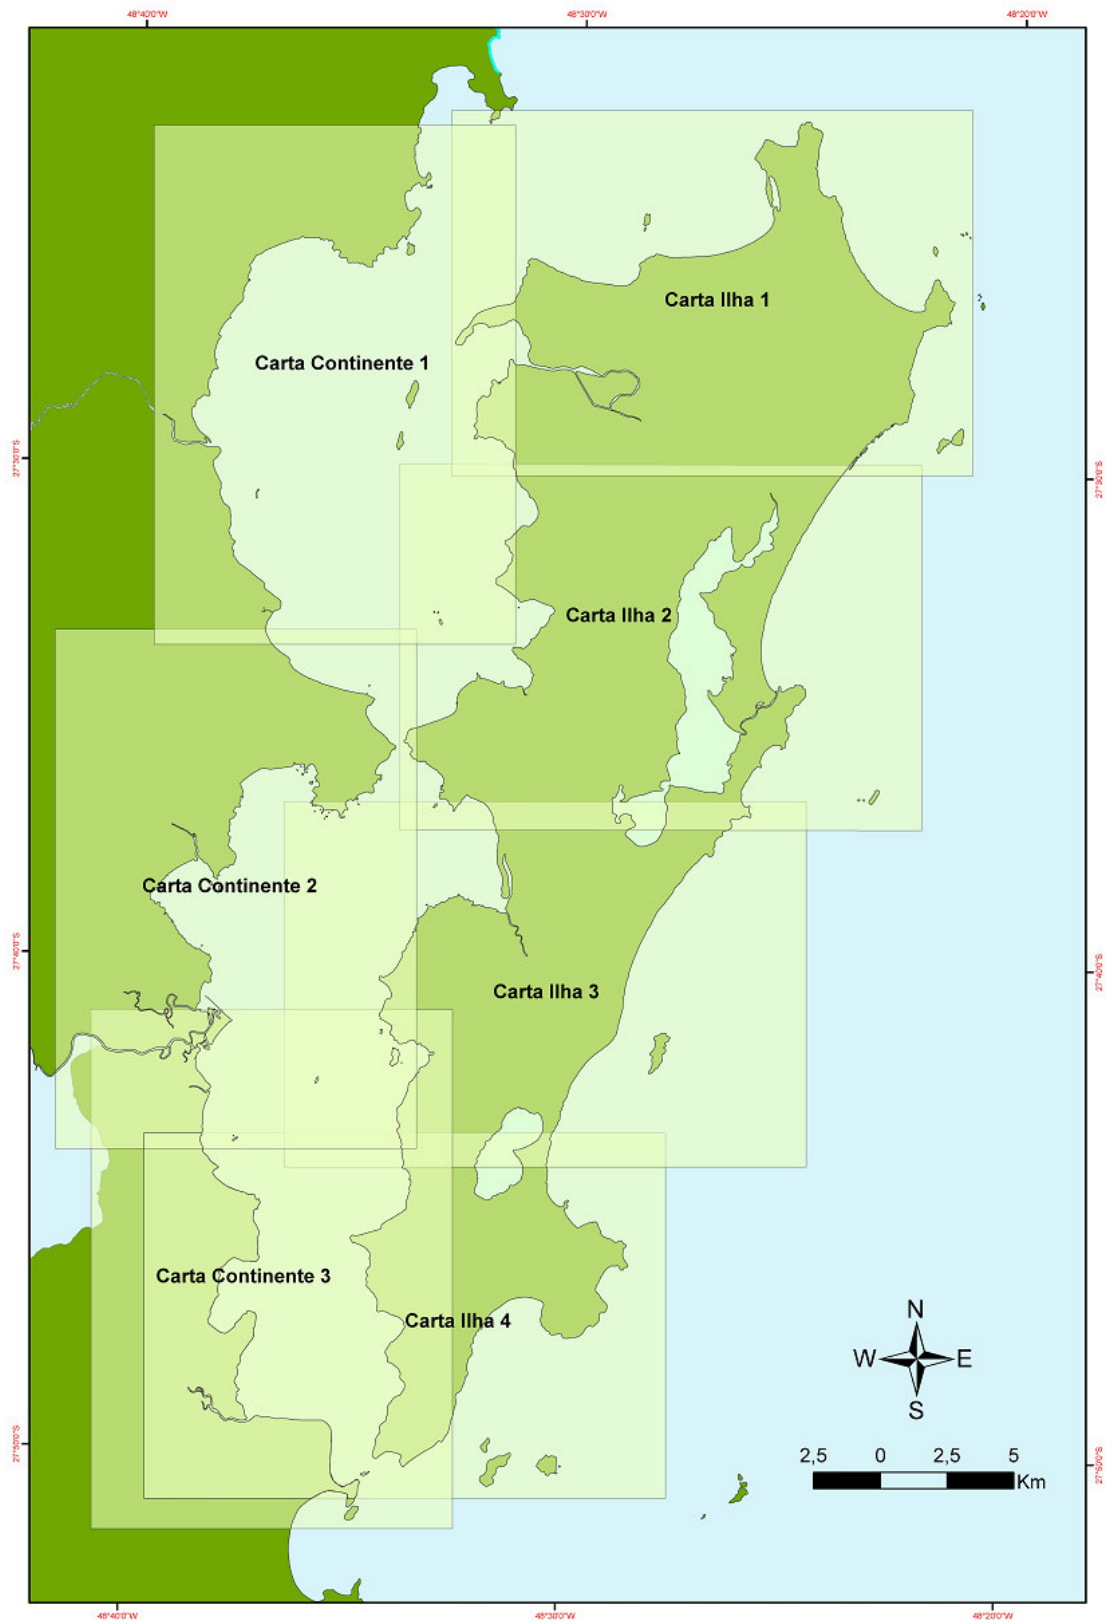 48°40'0"W
48°30'0"W
48°20'0"W
Carta Ilha 1
Carta Continente 1
27°30'0"S
27°30'0"S
Carta Ilha 2
Carta Continente 2
27°40'0"S
27°40'0"S
Carta Ilha 3
Carta Continente 3
Carta Ilha 4
N
W
E
S
27°50'0"S
27°50'0"S
2,5 0 2,5 5
Km
48°40'0"W
48°30'0"W
48°20'0"W